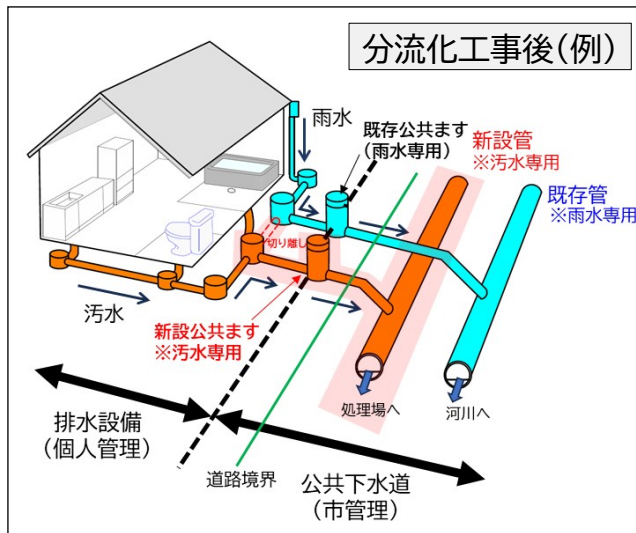 分流化工事後(例)
雨水
既存公共ます
(雨水専用)
新設管
※汚水専用
既存管
※雨水専用
切り離し
汚水
新設公共ます
※汚水専用
処理場へ
河川へ
排水設備
(個人管理)
道路境界
公共下水道
(市管理)